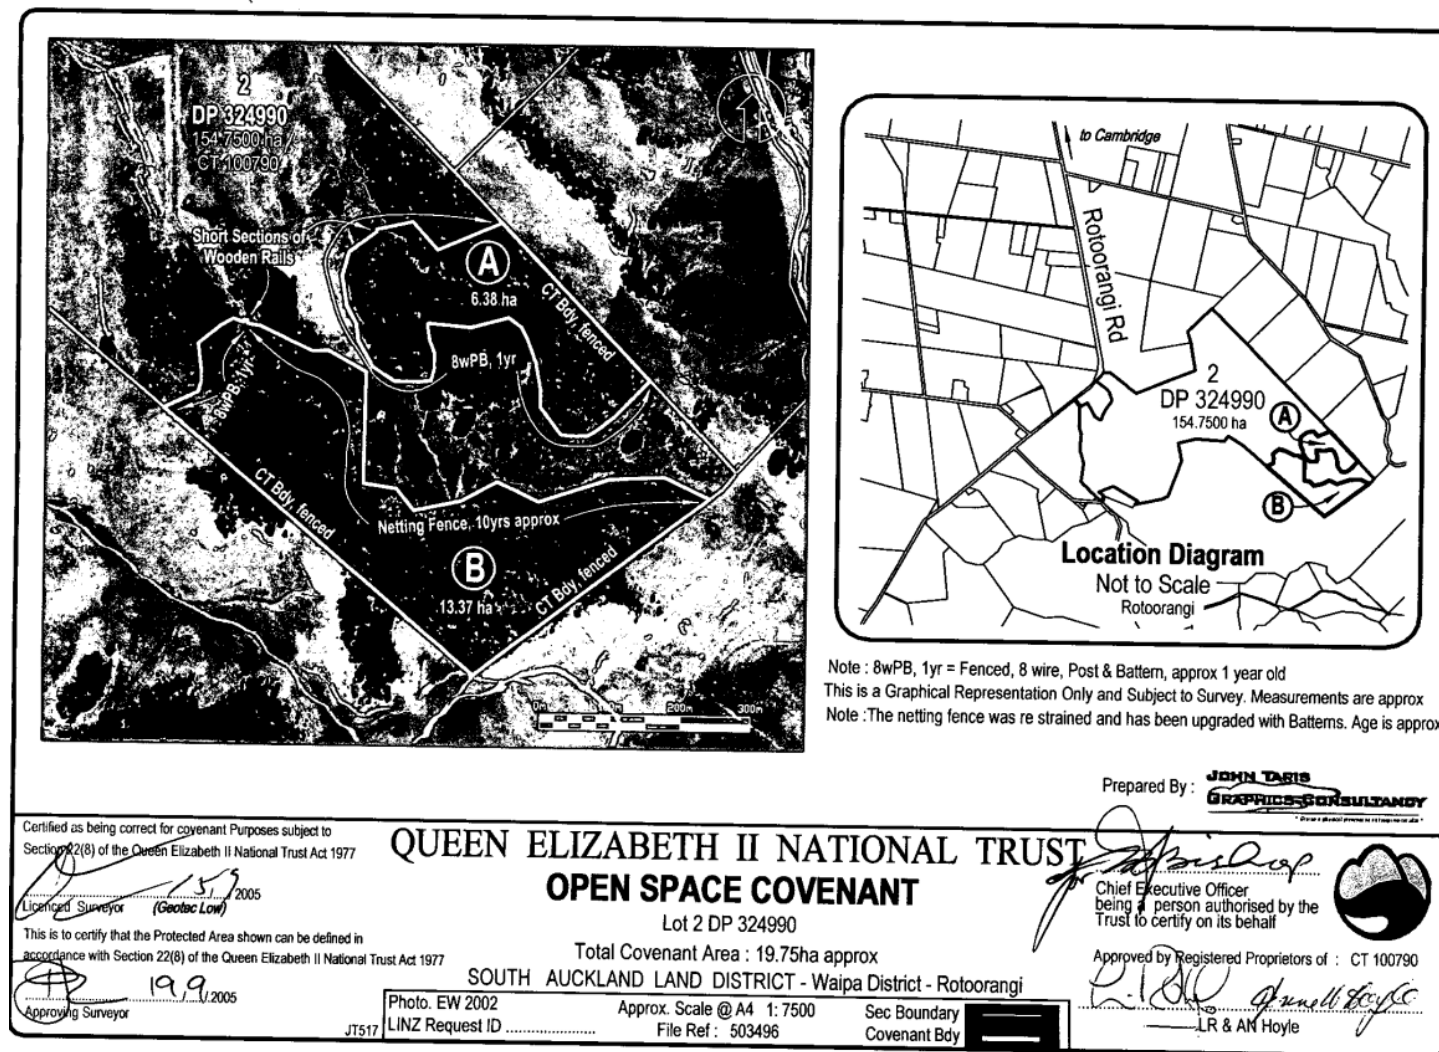 2
DP 324990
154.7500 ha
CT 100790
Short Sections of
Wooden Rails
A
6.38 ha
CT Bdy, fenced
8wPB, 1yr
8wPB, 1yr
CT Bdy, fenced
Netting Fence, 10yrs approx
B
13.37 ha
CT Bdy, fenced
0m 200m 300m
to Cambridge
Rotoorangi Rd
2
DP 324990
154.7500 ha
A
B
Location Diagram
Not to Scale
Rotoorangi
Note : 8wPB, 1yr = Fenced, 8 wire, Post & Battern, approx 1 year old
This is a Graphical Representation Only and Subject to Survey. Measurements are approx
Note :The netting fence was re strained and has been upgraded with Batterns. Age is approx
Prepared By :
JOHN TARIS
GRAPHICS CONSULTANCY
Certified as being correct for covenant Purposes subject to
Section 22(8) of the Queen Elizabeth II National Trust Act 1977
15, 9 2005
Licenced Surveyor (Geotec Low)
This is to certify that the Protected Area shown can be defined in
accordance with Section 22(8) of the Queen Elizabeth II National Trust Act 1977
19, 9, 2005
Approving Surveyor
JT517
QUEEN ELIZABETH II NATIONAL TRUST
OPEN SPACE COVENANT
Lot 2 DP 324990
Total Covenant Area : 19.75ha approx
SOUTH AUCKLAND LAND DISTRICT - Waipa District - Rotoorangi
Photo. EW 2002
LINZ Request ID ....................
Approx. Scale @ A4 1: 7500
File Ref : 503496
Sec Boundary
Covenant Bdy
Bishop
Chief Executive Officer
being a person authorised by the
Trust to certify on its behalf
Approved by Registered Proprietors of : CT 100790
LR & AN Hoyle